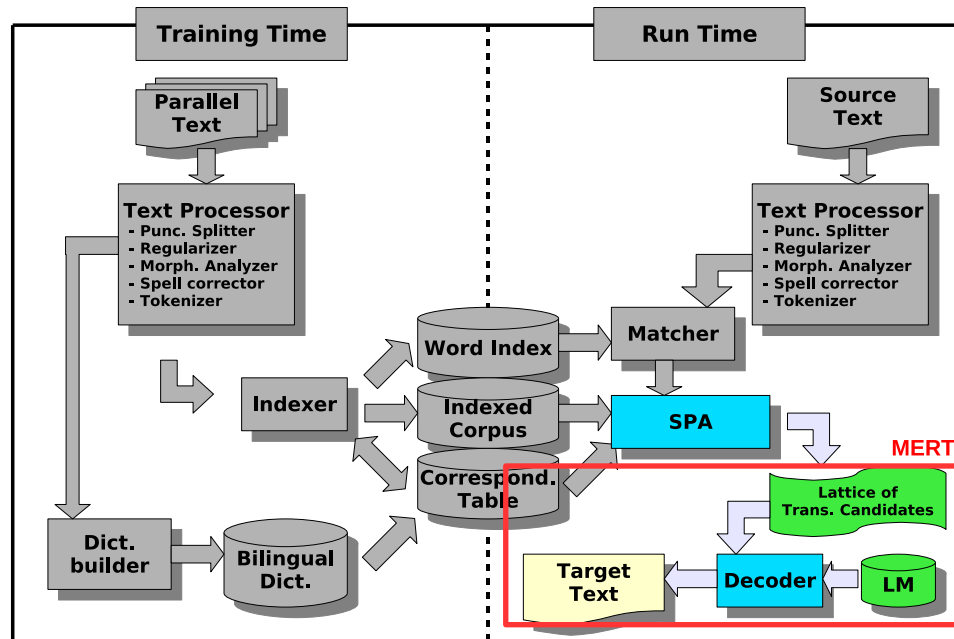 Training Time
Run Time
Parallel
Text
Source
Text
Text Processor
- Punc. Splitter
- Regularizer
- Morph. Analyzer
- Spell corrector
- Tokenizer
Text Processor
- Punc. Splitter
- Regularizer
- Morph. Analyzer
- Spell corrector
- Tokenizer
Word Index
Matcher
Indexer
Indexed
Corpus
SPA
MERT
Correspond.
Table
Lattice of
Trans. Candidates
Dict.
builder
Bilingual
Dict.
Target
Text
Decoder
LM